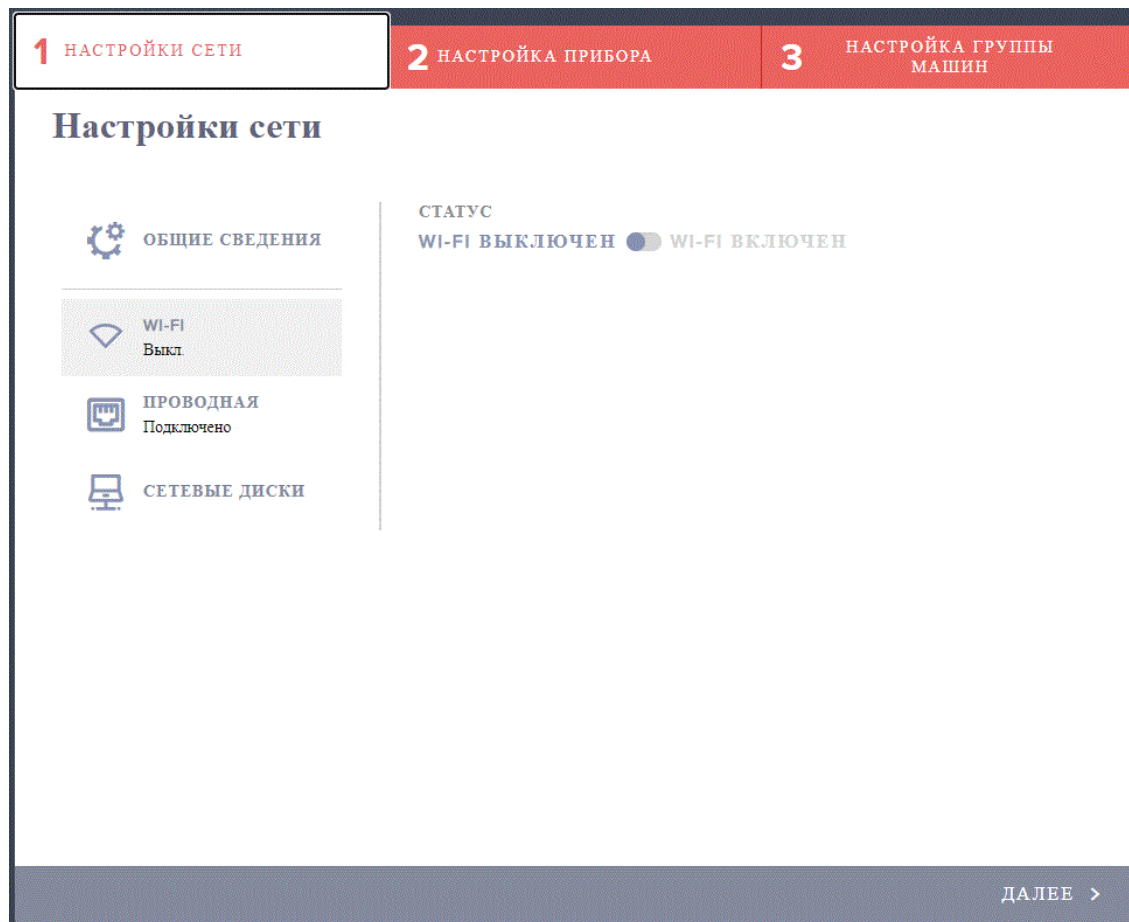 1 НАСТРОЙКИ СЕТИ
2 НАСТРОЙКА ПРИБОРА
3 НАСТРОЙКА ГРУППЫ
МАШИН
Настройки сети
ОБЩИЕ СВЕДЕНИЯ
WI-FI
Выкл.
ПРОВОДНАЯ
Подключено
СЕТЕВЫЕ ДИСКИ
СТАТУС
WI-FI ВЫКЛЮЧЕН WI-FI ВКЛЮЧЕН
ДАЛЕЕ >